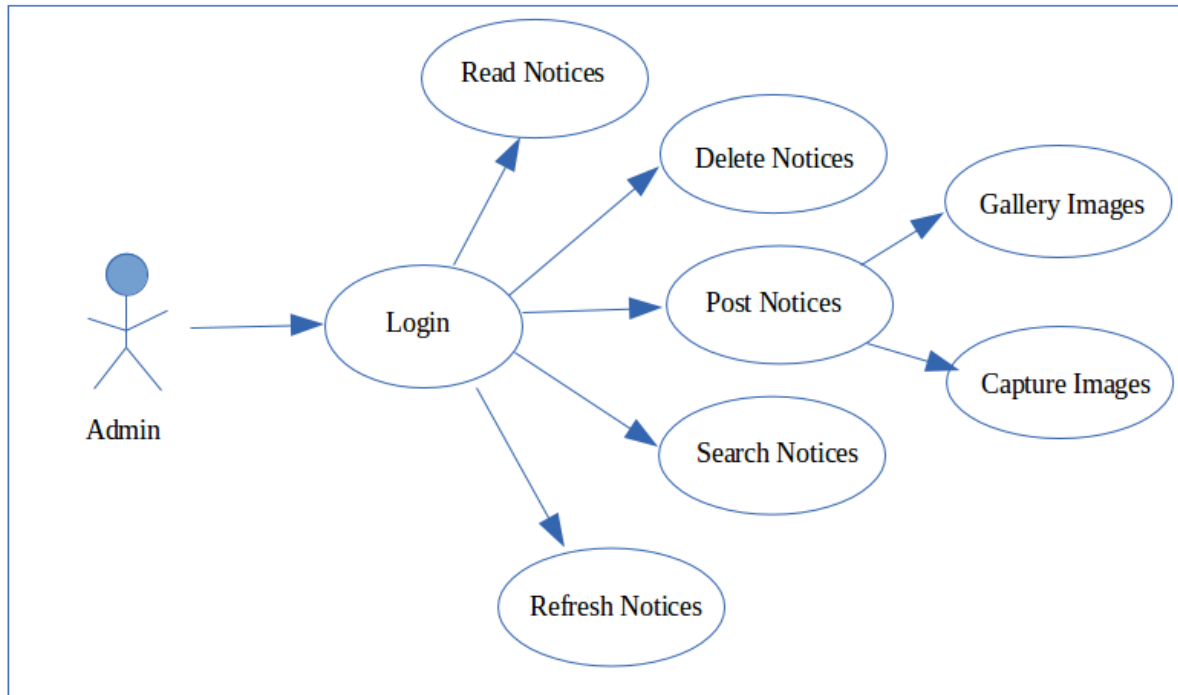 Read Notices
Delete Notices
Gallery Images
Post Notices
Login
Capture Images
Admin
Search Notices
Refresh Notices